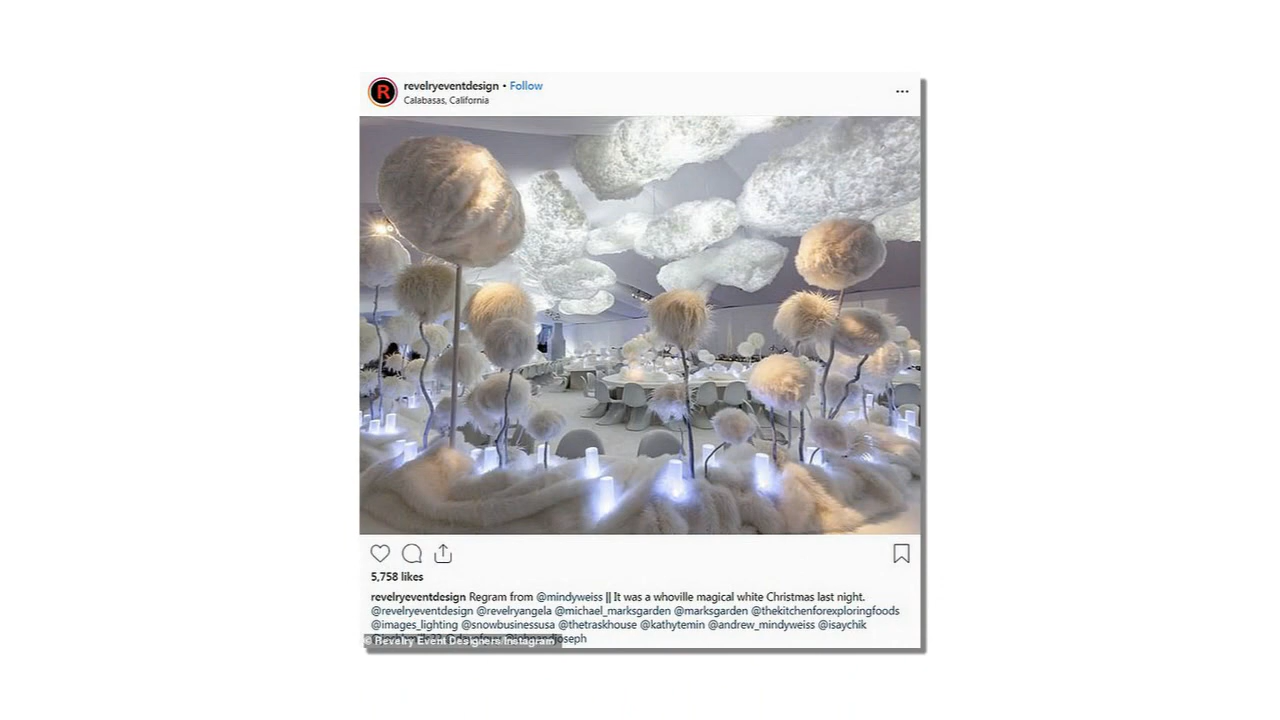 R
revelryeventdesign • Follow
Calabasas, California
5,758 likes
revelryeventdesign Regram from @mindyweiss || It was a whoville magical white Christmas last night.
@revelryeventdesign @revelryangela @michael_marksgarden @marksgarden @thekitchenforexploringfoods
@images_lighting @snowbusinessusa @thetraskhouse @kathytemin @andrew_mindyweiss @isaychik
© Revelry Event Designers Instagram